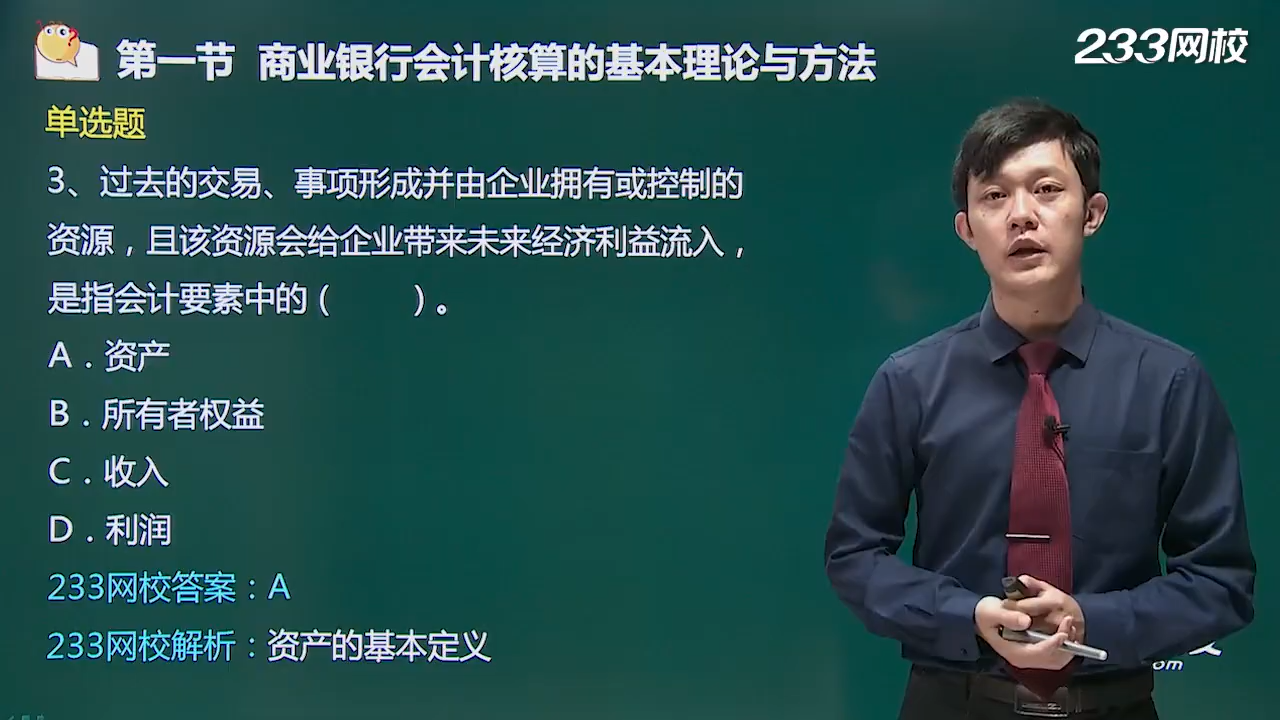 第一节 商业银行会计核算的基本理论与方法
233网校
单选题
3、过去的交易、事项形成并由企业拥有或控制的
资源，且该资源会给企业带来未来经济利益流入，
是指会计要素中的（　　）。
A．资产
B．所有者权益
C．收入
D．利润
233网校答案：A
233网校解析：资产的基本定义
om